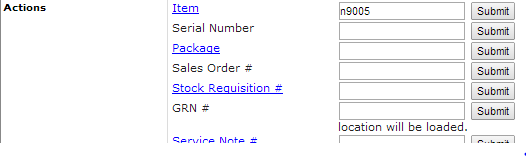 Actions Item n9005 Submit
Serial Number Submit
Package Submit
Sales Order # Submit
Stock Requisition # Submit
GRN # Submit
location will be loaded.
Service Note # Submit